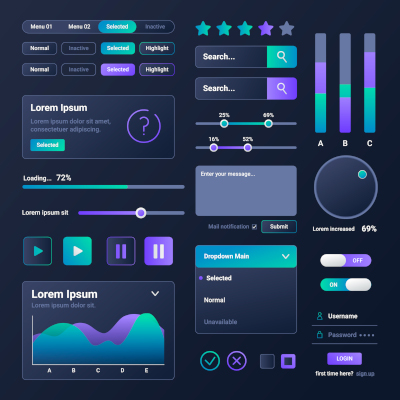 Menu 01 Menu 02 Selected Inactive
Normal Inactive Selected Highlight
Normal Inactive Selected Highlight
Lorem Ipsum
Lorem ipsum dolor sit amet,
consectetuer adipiscing.
Selected
?
Loading... 72%
Lorem ipsum sit
Lorem Ipsum
Lorem ipsum dolor sit.
A B C D E
Search...
Search...
25% 69%
16% 52%
Enter your message...
Mail notification Submit
Dropdown Main
Selected
Normal
Unavailable
A B C
Lorem increased 69%
OFF
ON
Username
Password
LOGIN
first time here? sign up